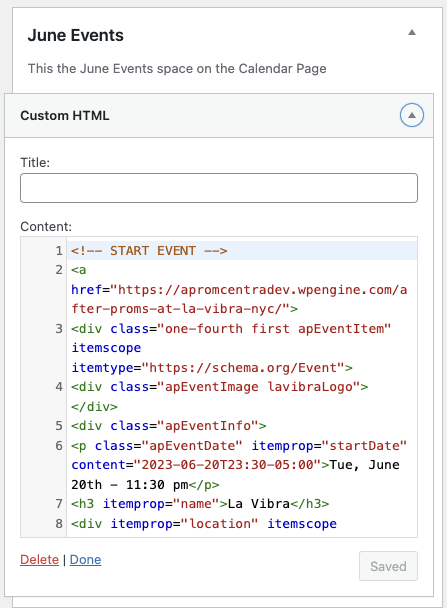 June Events
This the June Events space on the Calendar Page
Custom HTML
Title:
Content:
1 <!-- START EVENT -->
2 <a
href="https://apromcentradev.wpengine.com/a
fter-proms-at-la-vibra-nyc/">
3 <div class="one-fourth first apEventItem"
itemscope
itemtype="https://schema.org/Event">
4 <div class="apEventImage lavibraLogo">
</div>
5 <div class="apEventInfo">
6 <p class="apEventDate" itemprop="startDate"
content="2023-06-20T23:30-05:00">Tue, June
20th - 11:30 pm</p>
7 <h3 itemprop="name">La Vibra</h3>
8 <div itemprop="location" itemscope
Delete | Done
Saved